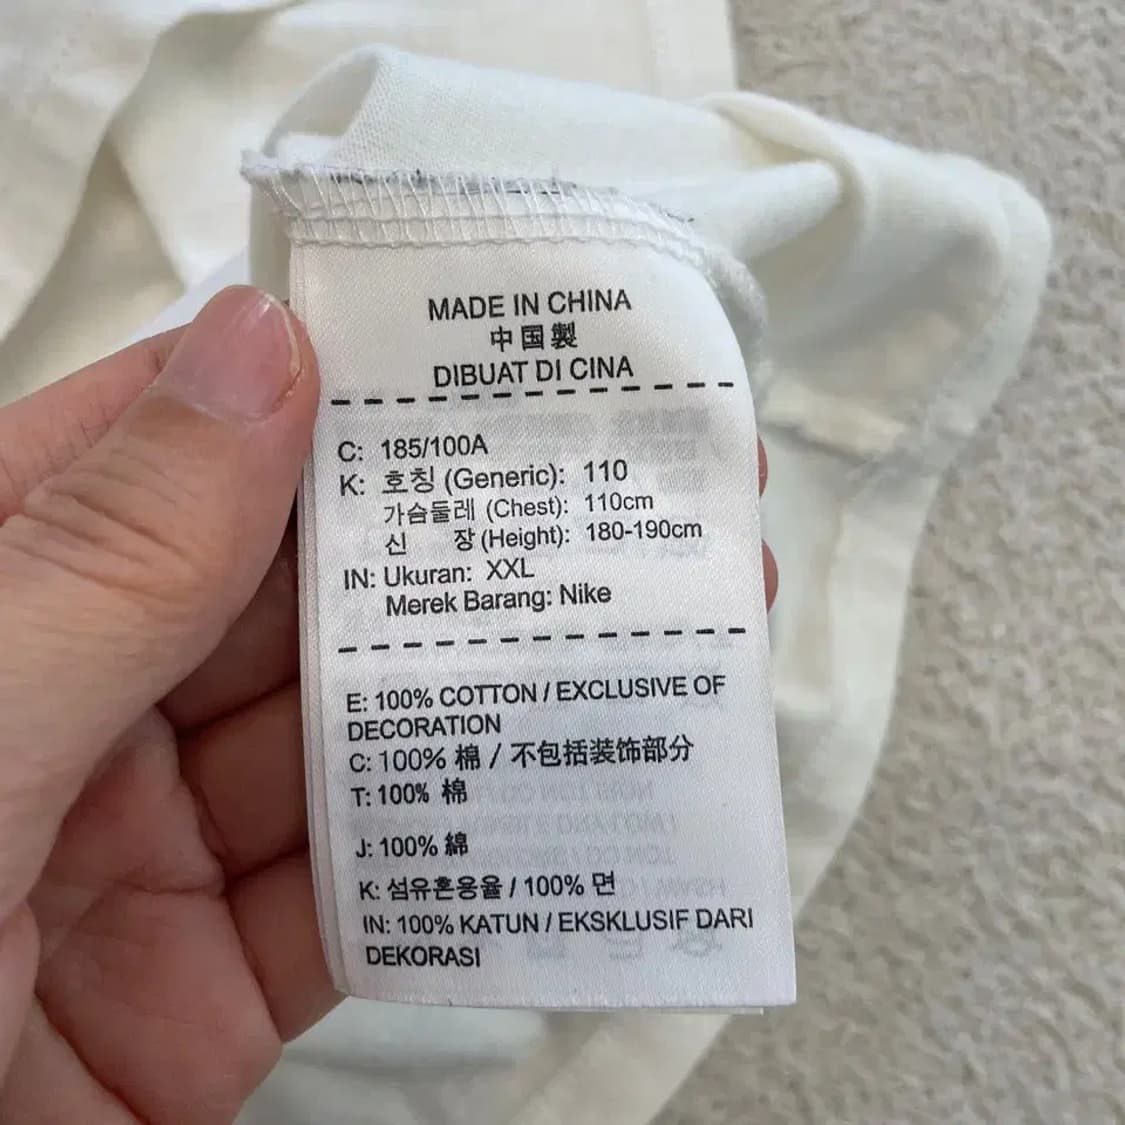 MADE IN CHINA
中国製
DIBUAT DI CINA
C: 185/100A
K: 호칭 (Generic): 110
가슴둘레 (Chest): 110cm
신 장 (Height): 180-190cm
IN: Ukuran: XXL
Merek Barang: Nike
E: 100% COTTON / EXCLUSIVE OF
DECORATION
C: 100% 棉 / 不包括装饰部分
T: 100% 棉
J: 100% 綿
K: 섬유혼용율 / 100% 면
IN: 100% KATUN / EKSKLUSIF DARI
DEKORASI